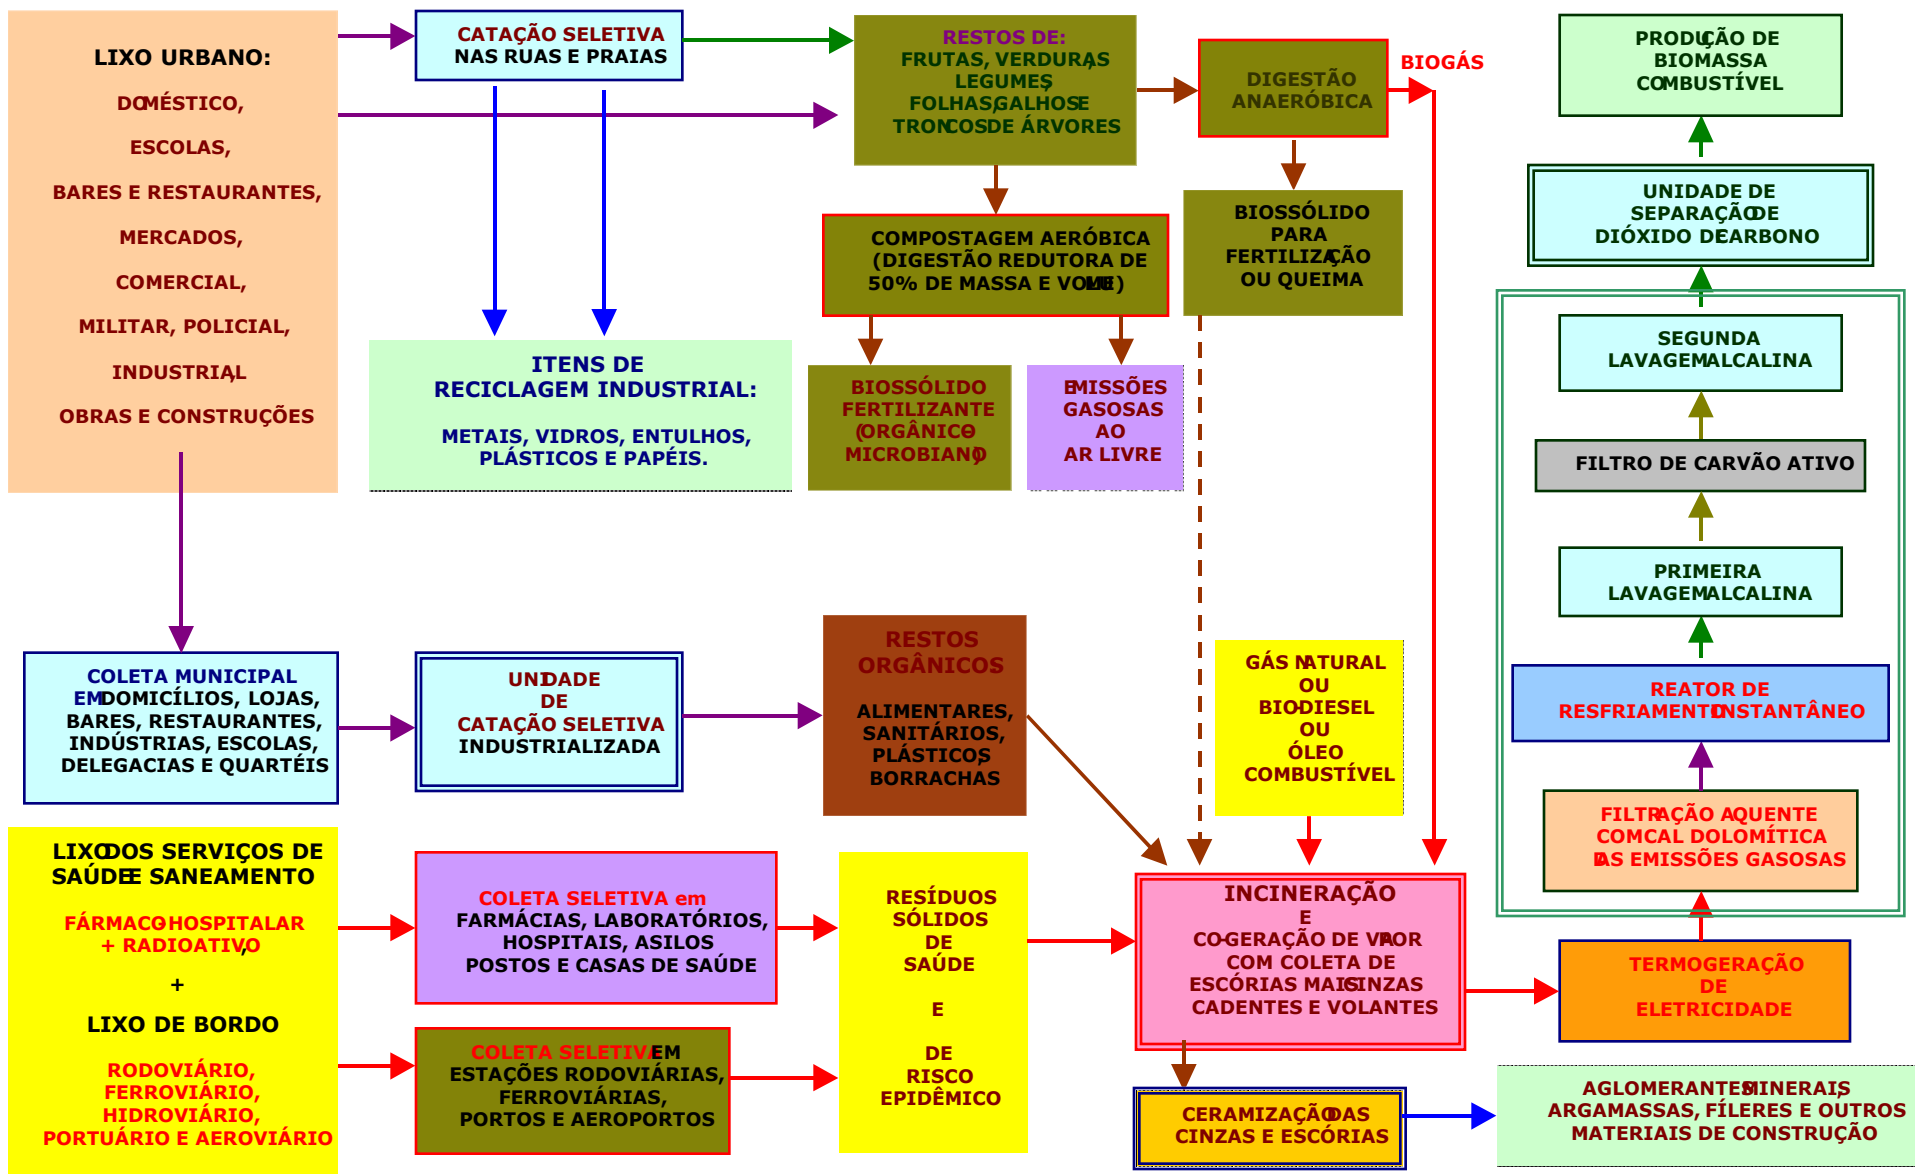 LIXO URBANO:
DOMÉSTICO,
ESCOLAS,
BARES E RESTAURANTES,
MERCADOS,
COMERCIAL,
MILITAR, POLICIAL,
INDUSTRIAL,
OBRAS E CONSTRUÇÕES
CATAÇÃO SELETIVA
NAS RUAS E PRAIAS
RESTOS DE:
FRUTAS, VERDURAS,
LEGUMES,
FOLHAS, GALHOS E
TRONCOS DE ÁRVORES
DIGESTÃO
ANAERÓBICA
BIOGÁS
PRODUÇÃO DE
BIOMASSA
COMBUSTÍVEL
UNIDADE DE
SEPARAÇÃO DE
DIÓXIDO DE CARBONO
COMPOSTAGEM AERÓBICA
(DIGESTÃO REDUTORA DE
50% DE MASSA E VOLUME)
BIOSSÓLIDO
PARA
FERTILIZAÇÃO
OU QUEIMA
ITENS DE
RECICLAGEM INDUSTRIAL:
METAIS, VIDROS, ENTULHOS,
PLÁSTICOS E PAPÉIS.
BIOSSÓLIDO
FERTILIZANTE
(ORGÂNICO-
MICROBIANO)
EMISSÕES
GASOSAS
AO
AR LIVRE
SEGUNDA
LAVAGEM ALCALINA
FILTRO DE CARVÃO ATIVO
PRIMEIRA
LAVAGEM ALCALINA
REATOR DE
RESFRIAMENTO INSTANTÂNEO
FILTRAÇÃO A QUENTE
COM CAL DOLOMÍTICA
DAS EMISSÕES GASOSAS
COLETA MUNICIPAL
EM DOMICÍLIOS, LOJAS,
BARES, RESTAURANTES,
INDÚSTRIAS, ESCOLAS,
DELEGACIAS E QUARTÉIS
UNIDADE
DE
CATAÇÃO SELETIVA
INDUSTRIALIZADA
RESTOS
ORGÂNICOS
ALIMENTARES,
SANITÁRIOS,
PLÁSTICOS,
BORRACHAS
GÁS NATURAL
OU
BIO-DIESEL
OU
ÓLEO
COMBUSTÍVEL
LIXO DOS SERVIÇOS DE
SAÚDE E SANEAMENTO
FÁRMACO-HOSPITALAR
+ RADIOATIVO,
+
LIXO DE BORDO
RODOVIÁRIO,
FERROVIÁRIO,
HIDROVIÁRIO,
PORTUÁRIO E AEROVIÁRIO
COLETA SELETIVA em
FARMÁCIAS, LABORATÓRIOS,
HOSPITAIS, ASILOS
POSTOS E CASAS DE SAÚDE
COLETA SELETIVA EM
ESTAÇÕES RODOVIÁRIAS,
FERROVIÁRIAS,
PORTOS E AEROPORTOS
RESÍDUOS
SÓLIDOS
DE
SAÚDE
E
DE
RISCO
EPIDÊMICO
INCINERAÇÃO
E
CO-GERAÇÃO DE VAPOR
COM COLETA DE
ESCÓRIAS MAIS CINZAS
CADENTES E VOLANTES
TERMOGERAÇÃO
DE
ELETRICIDADE
CERAMIZAÇÃO DAS
CINZAS E ESCÓRIAS
AGLOMERANTES MINERAIS,
ARGAMASSAS, FÍLERES E OUTROS
MATERIAIS DE CONSTRUÇÃO